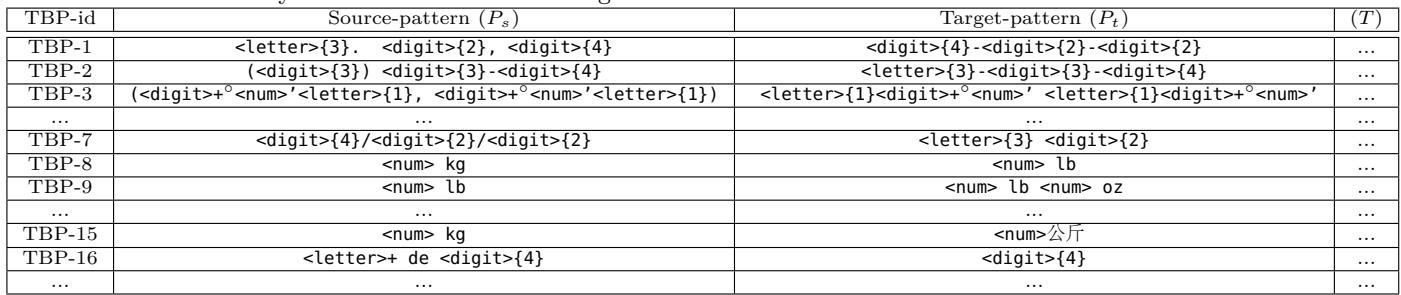 TBP-id Source-pattern (Pₛ) Target-pattern (Pₜ) (T)
TBP-1 <letter>{3}. <digit>{2}, <digit>{4} <digit>{4}-<digit>{2}-<digit>{2} ...
TBP-2 (<digit>{3}) <digit>{3}-<digit>{4} <letter>{3}-<digit>{3}-<digit>{4} ...
TBP-3 (<digit>+°<num>′<letter>{1}, <digit>+°<num>′<letter>{1}) <letter>{1}<digit>+°<num>′ <letter>{1}<digit>+°<num>′ ...
... ... ... ...
TBP-7 <digit>{4}/<digit>{2}/<digit>{2} <letter>{3} <digit>{2} ...
TBP-8 <num> kg <num> lb ...
TBP-9 <num> lb <num> lb <num> oz ...
... ... ... ...
TBP-15 <num> kg <num>公斤 ...
TBP-16 <letter>+ de <digit>{4} <digit>{4} ...
... ... ... ...